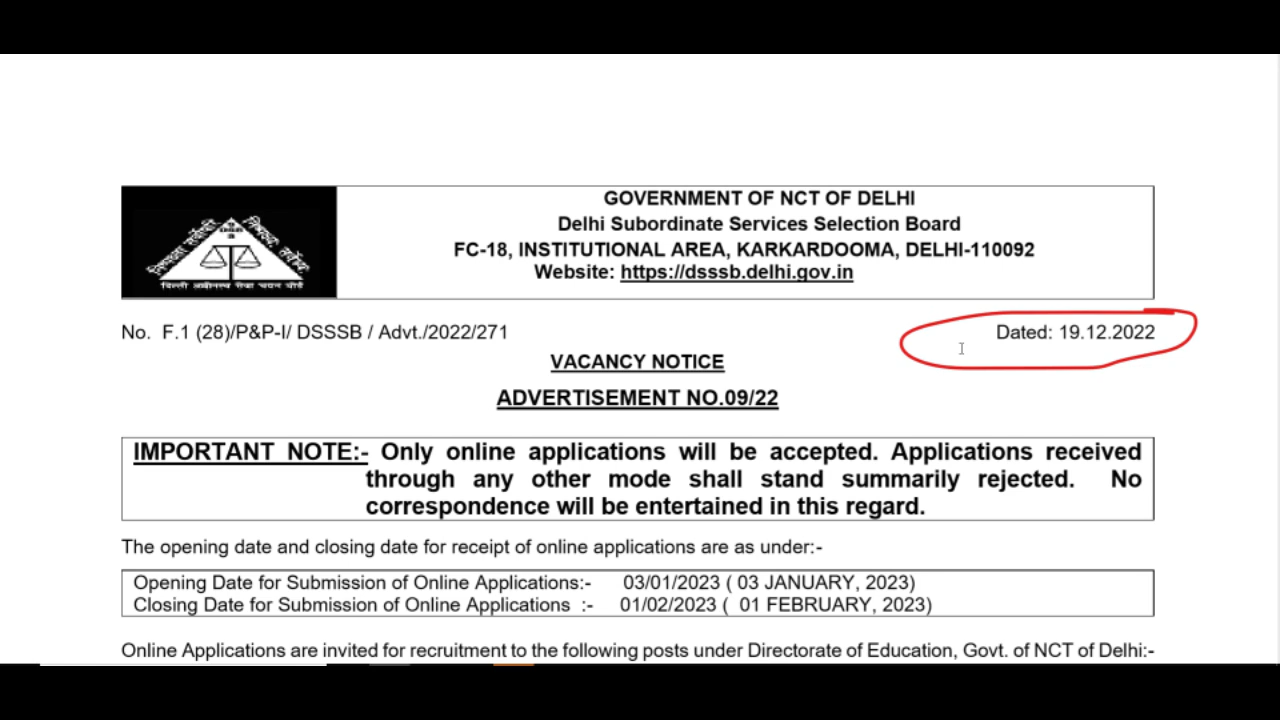 GOVERNMENT OF NCT OF DELHI
Delhi Subordinate Services Selection Board
FC-18, INSTITUTIONAL AREA, KARKARDOOMA, DELHI-110092
Website: https://dsssb.delhi.gov.in
दिल्ली अधीनस्थ सेवा चयन बोर्ड
No. F.1 (28)/P&P-I/ DSSSB / Advt./2022/271 Dated: 19.12.2022
VACANCY NOTICE
ADVERTISEMENT NO.09/22
IMPORTANT NOTE:- Only online applications will be accepted. Applications received
through any other mode shall stand summarily rejected. No
correspondence will be entertained in this regard.
The opening date and closing date for receipt of online applications are as under:-
Opening Date for Submission of Online Applications:- 03/01/2023 ( 03 JANUARY, 2023)
Closing Date for Submission of Online Applications :- 01/02/2023 ( 01 FEBRUARY, 2023)
Online Applications are invited for recruitment to the following posts under Directorate of Education, Govt. of NCT of Delhi:-